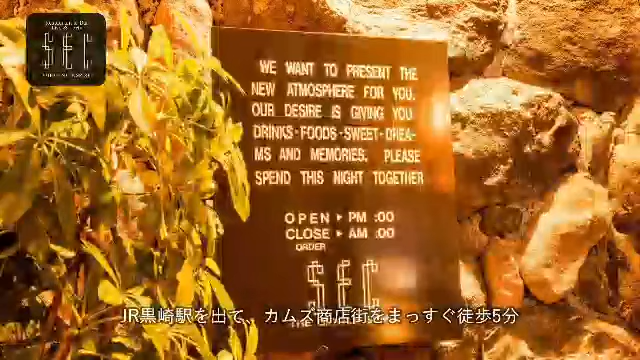 SEC
WE WANT TO PRESENT THE
NEW ATMOSPHERE FOR YOU.
OUR DESIRE IS GIVING YOU
DRINKS·FOODS·SWEET·DREA-
MS AND MEMORIES. PLEASE
SPEND THIS NIGHT TOGETHER
OPEN ▸ PM :00
CLOSE ▸ AM :00
ORDER
SEC
JR黒崎駅を出て、カムズ商店街をまっすぐ徒歩5分